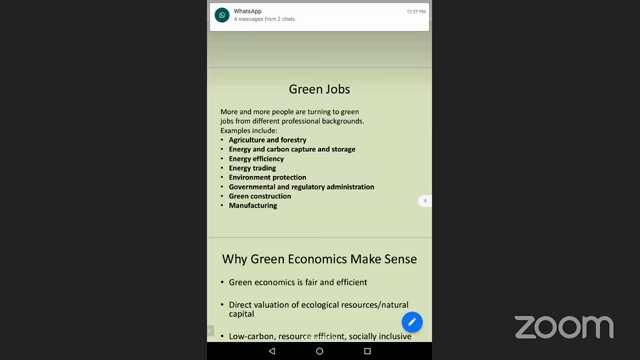 WhatsApp
12:57 PM
4 messages from 2 chats
Green Jobs
More and more people are turning to green
jobs from different professional backgrounds.
Examples include:
• Agriculture and forestry
• Energy and carbon capture and storage
• Energy efficiency
• Energy trading
• Environment protection
• Governmental and regulatory administration
• Green construction
• Manufacturing
4
Why Green Economics Make Sense
• Green economics is fair and efficient
• Direct valuation of ecological resources/natural
capital
• Low-carbon, resource efficient, socially inclusive
zoom